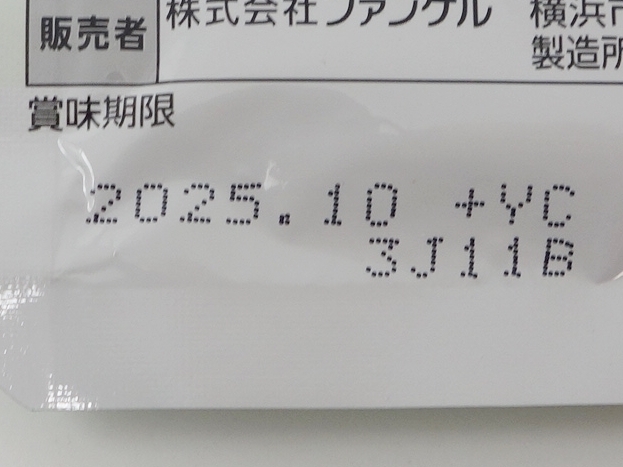 販売者 株式会社ファンケル 横浜市
製造所
賞味期限
2025.10 +YC
3J11B